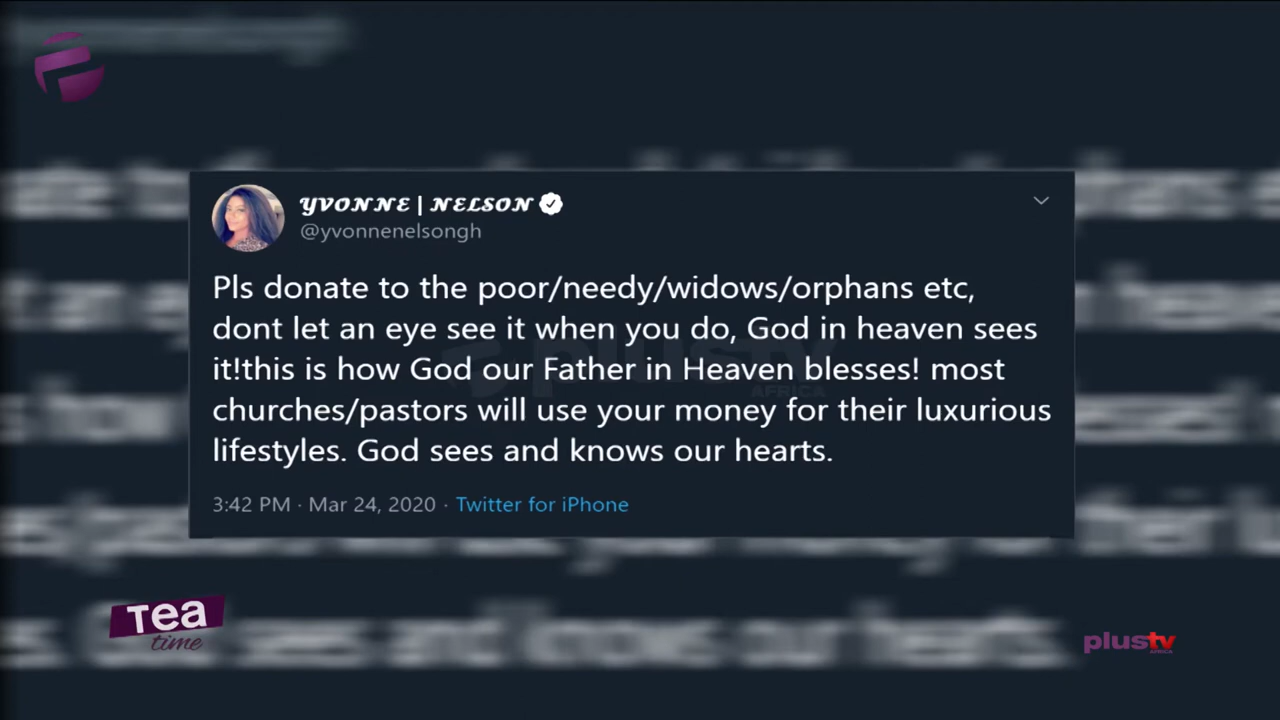 YVONNE | NELSON
@yvonnenelsongh
Pls donate to the poor/needy/widows/orphans etc,
dont let an eye see it when you do, God in heaven sees
it!this is how God our Father in Heaven blesses! most
churches/pastors will use your money for their luxurious
lifestyles. God sees and knows our hearts.
3:42 PM · Mar 24, 2020 · Twitter for iPhone
plustv
AFRICA
Tea
time
plustv
AFRICA